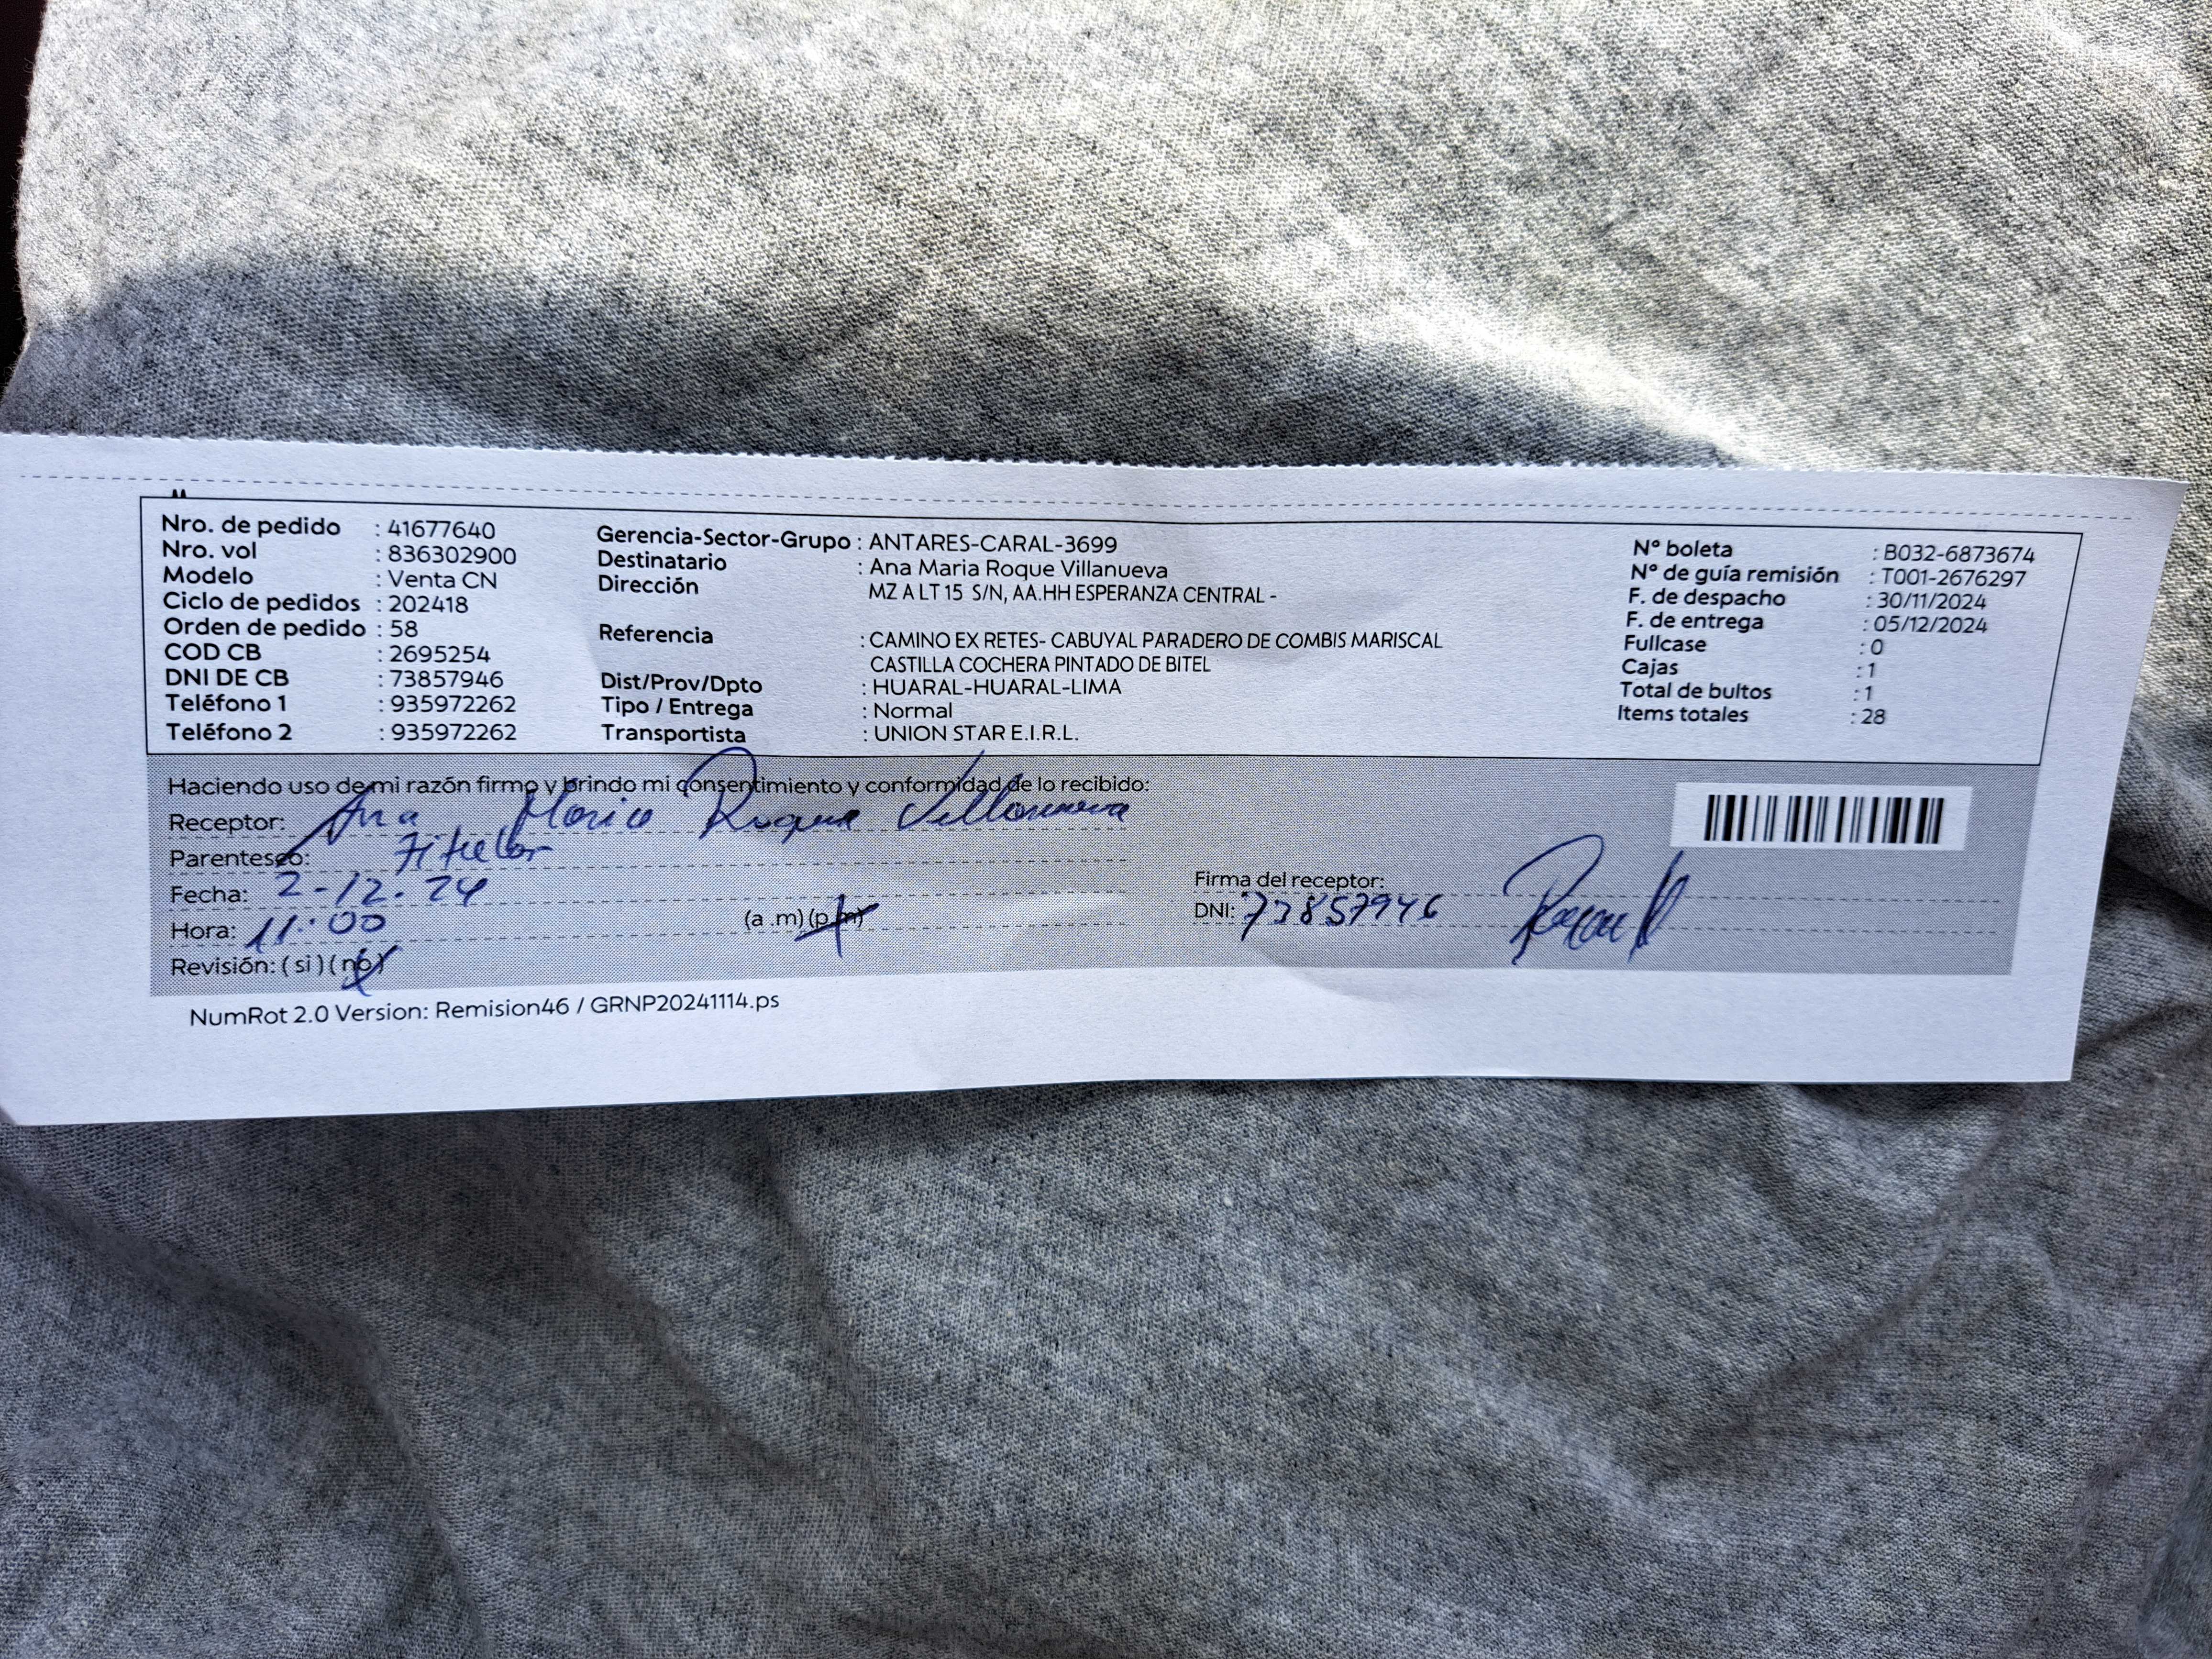 Nro. de pedido : 41677640
Nro. vol : 836302900
Modelo : Venta CN
Ciclo de pedidos : 202418
Orden de pedido : 58
COD CB : 2695254
DNI DE CB : 73857946
Teléfono 1 : 935972262
Teléfono 2 : 935972262
Gerencia-Sector-Grupo : ANTARES-CARAL-3699
Destinatario : Ana Maria Roque Villanueva
Dirección MZ A LT 15 S/N, AA.HH ESPERANZA CENTRAL -
Referencia : CAMINO EX RETES- CABUYAL PARADERO DE COMBIS MARISCAL
CASTILLA COCHERA PINTADO DE BITEL
Dist/Prov/Dpto : HUARAL-HUARAL-LIMA
Tipo / Entrega : Normal
Transportista : UNION STAR E.I.R.L.
N° boleta : B032-6873674
N° de guía remisión : T001-2676297
F. de despacho : 30/11/2024
F. de entrega : 05/12/2024
Fullcase : 0
Cajas : 1
Total de bultos : 1
Items totales : 28
Haciendo uso de mi razón firmo y brindo mi consentimiento y conformidad de lo recibido:
Receptor: Ana Maria Roque Villanueva
Parentesco: Titular
Fecha: 2-12-24
Hora: 11:00 (a .m) (p.m)
Revisión: ( si ) ( no )
Firma del receptor:
DNI: 73857946
NumRot 2.0 Version: Remision46 / GRNP20241114.ps